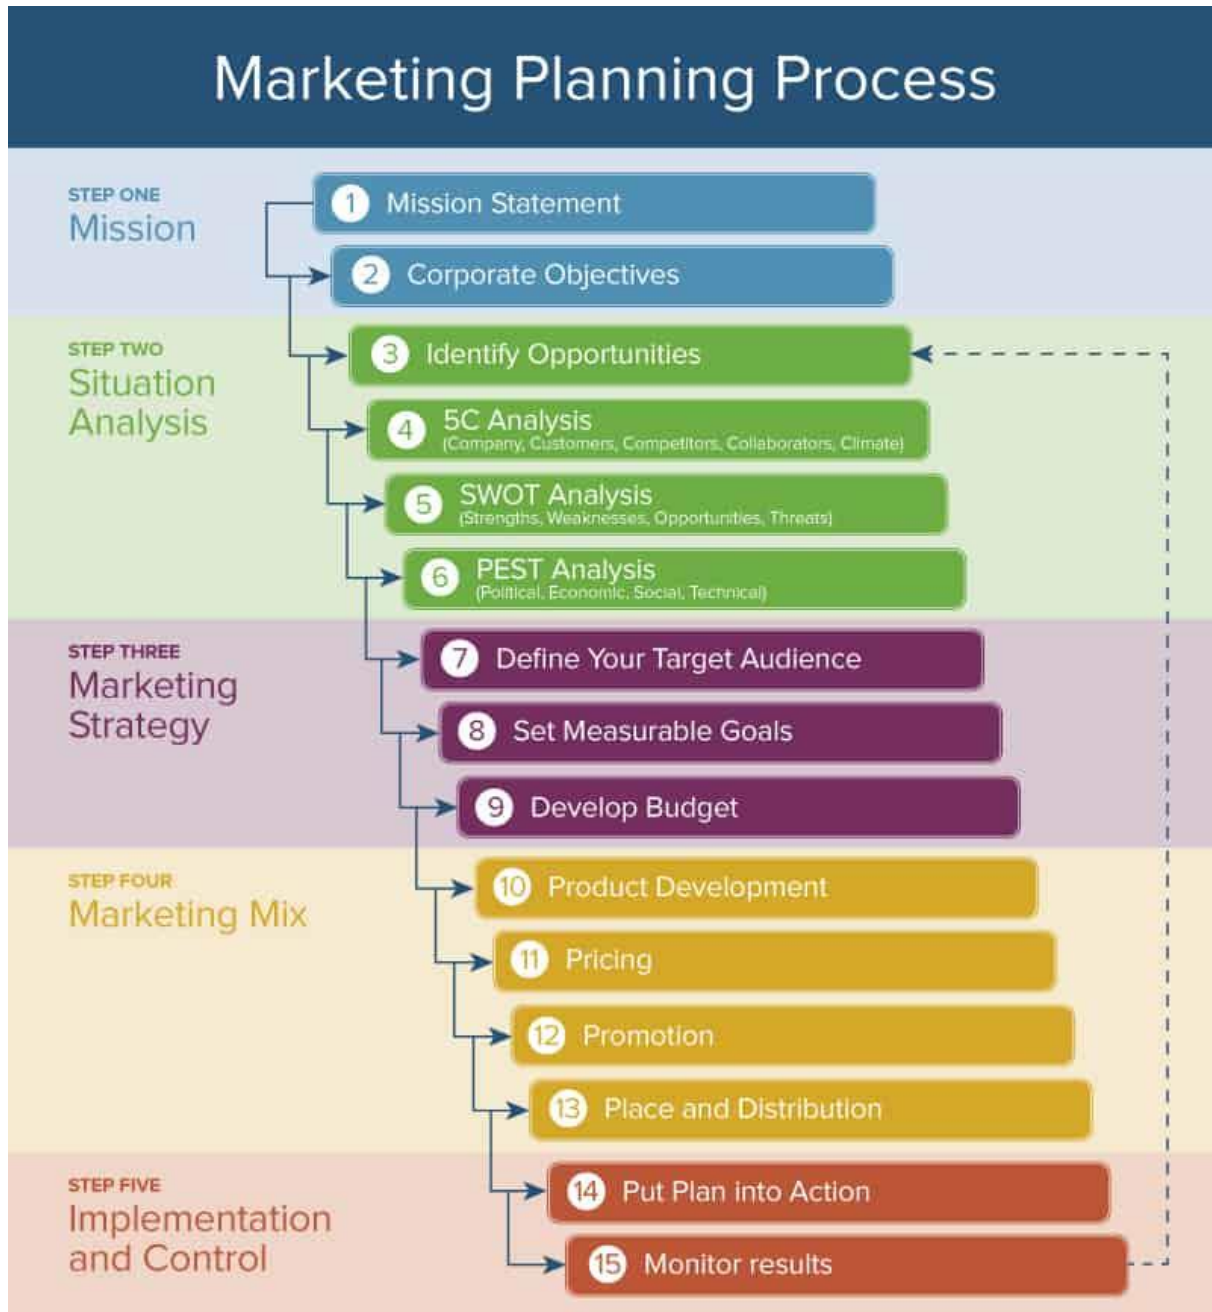 Marketing Planning Process
STEP ONE
Mission
1 Mission Statement
2 Corporate Objectives
STEP TWO
Situation
Analysis
3 Identify Opportunities
4 5C Analysis
(Company, Customers, Competitors, Collaborators, Climate)
5 SWOT Analysis
(Strengths, Weaknesses, Opportunities, Threats)
6 PEST Analysis
(Political, Economic, Social, Technical)
STEP THREE
Marketing
Strategy
7 Define Your Target Audience
8 Set Measurable Goals
9 Develop Budget
STEP FOUR
Marketing Mix
10 Product Development
11 Pricing
12 Promotion
13 Place and Distribution
STEP FIVE
Implementation
and Control
14 Put Plan into Action
15 Monitor results